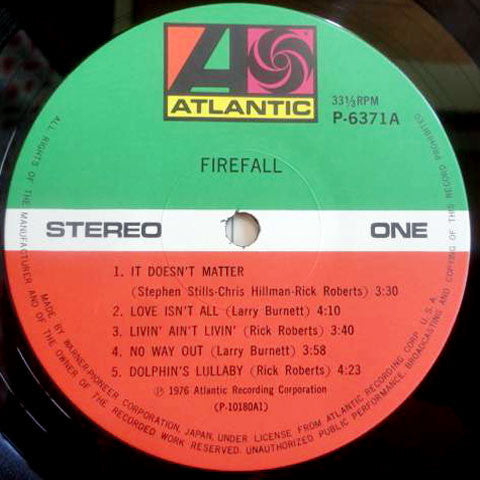 ATLANTIC
33⅓RPM
P-6371A
FIREFALL
STEREO
ONE
1. IT DOESN'T MATTER
(Stephen Stills-Chris Hillman-Rick Roberts) 3:30
2. LOVE ISN'T ALL (Larry Burnett) 4:10
3. LIVIN' AIN'T LIVIN' (Rick Roberts) 3:40
4. NO WAY OUT (Larry Burnett) 3:58
5. DOLPHIN'S LULLABY (Rick Roberts) 4:23
Ⓟ 1976 Atlantic Recording Corporation
(P-10180A1)
MADE BY WARNER-PIONEER CORPORATION, JAPAN, UNDER LICENSE FROM ATLANTIC RECORDING CORP. U.S.A.
ALL RIGHTS OF THE MANUFACTURER AND OF THE OWNER OF THE RECORDED WORK RESERVED. UNAUTHORIZED PUBLIC PERFORMANCE, BROADCASTING AND COPYING OF THIS RECORD PROHIBITED